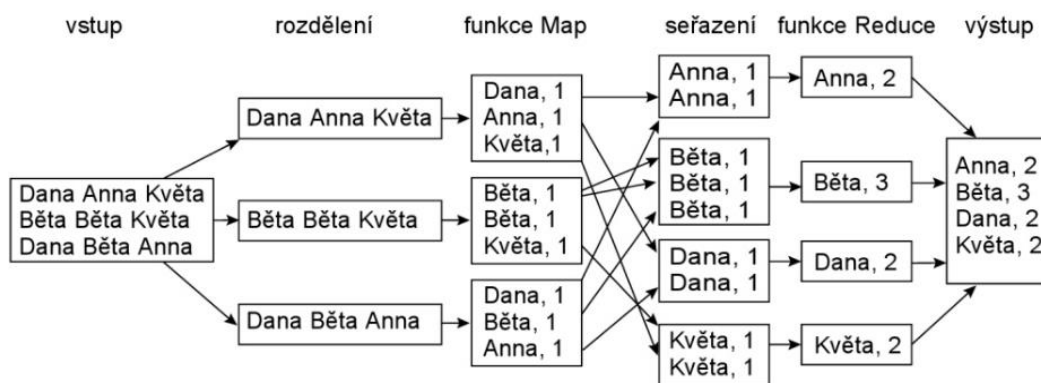 vstup
rozdělení
funkce Map
seřazení
funkce Reduce
výstup
Dana Anna Květa
Běta Běta Květa
Dana Běta Anna
Dana Anna Květa
Běta Běta Květa
Dana Běta Anna
Dana, 1
Anna, 1
Květa,1
Běta, 1
Běta, 1
Květa, 1
Dana, 1
Běta, 1
Anna, 1
Anna, 1
Anna, 1
Běta, 1
Běta, 1
Běta, 1
Dana, 1
Dana, 1
Květa, 1
Květa, 1
Anna, 2
Běta, 3
Dana, 2
Květa, 2
Anna, 2
Běta, 3
Dana, 2
Květa, 2